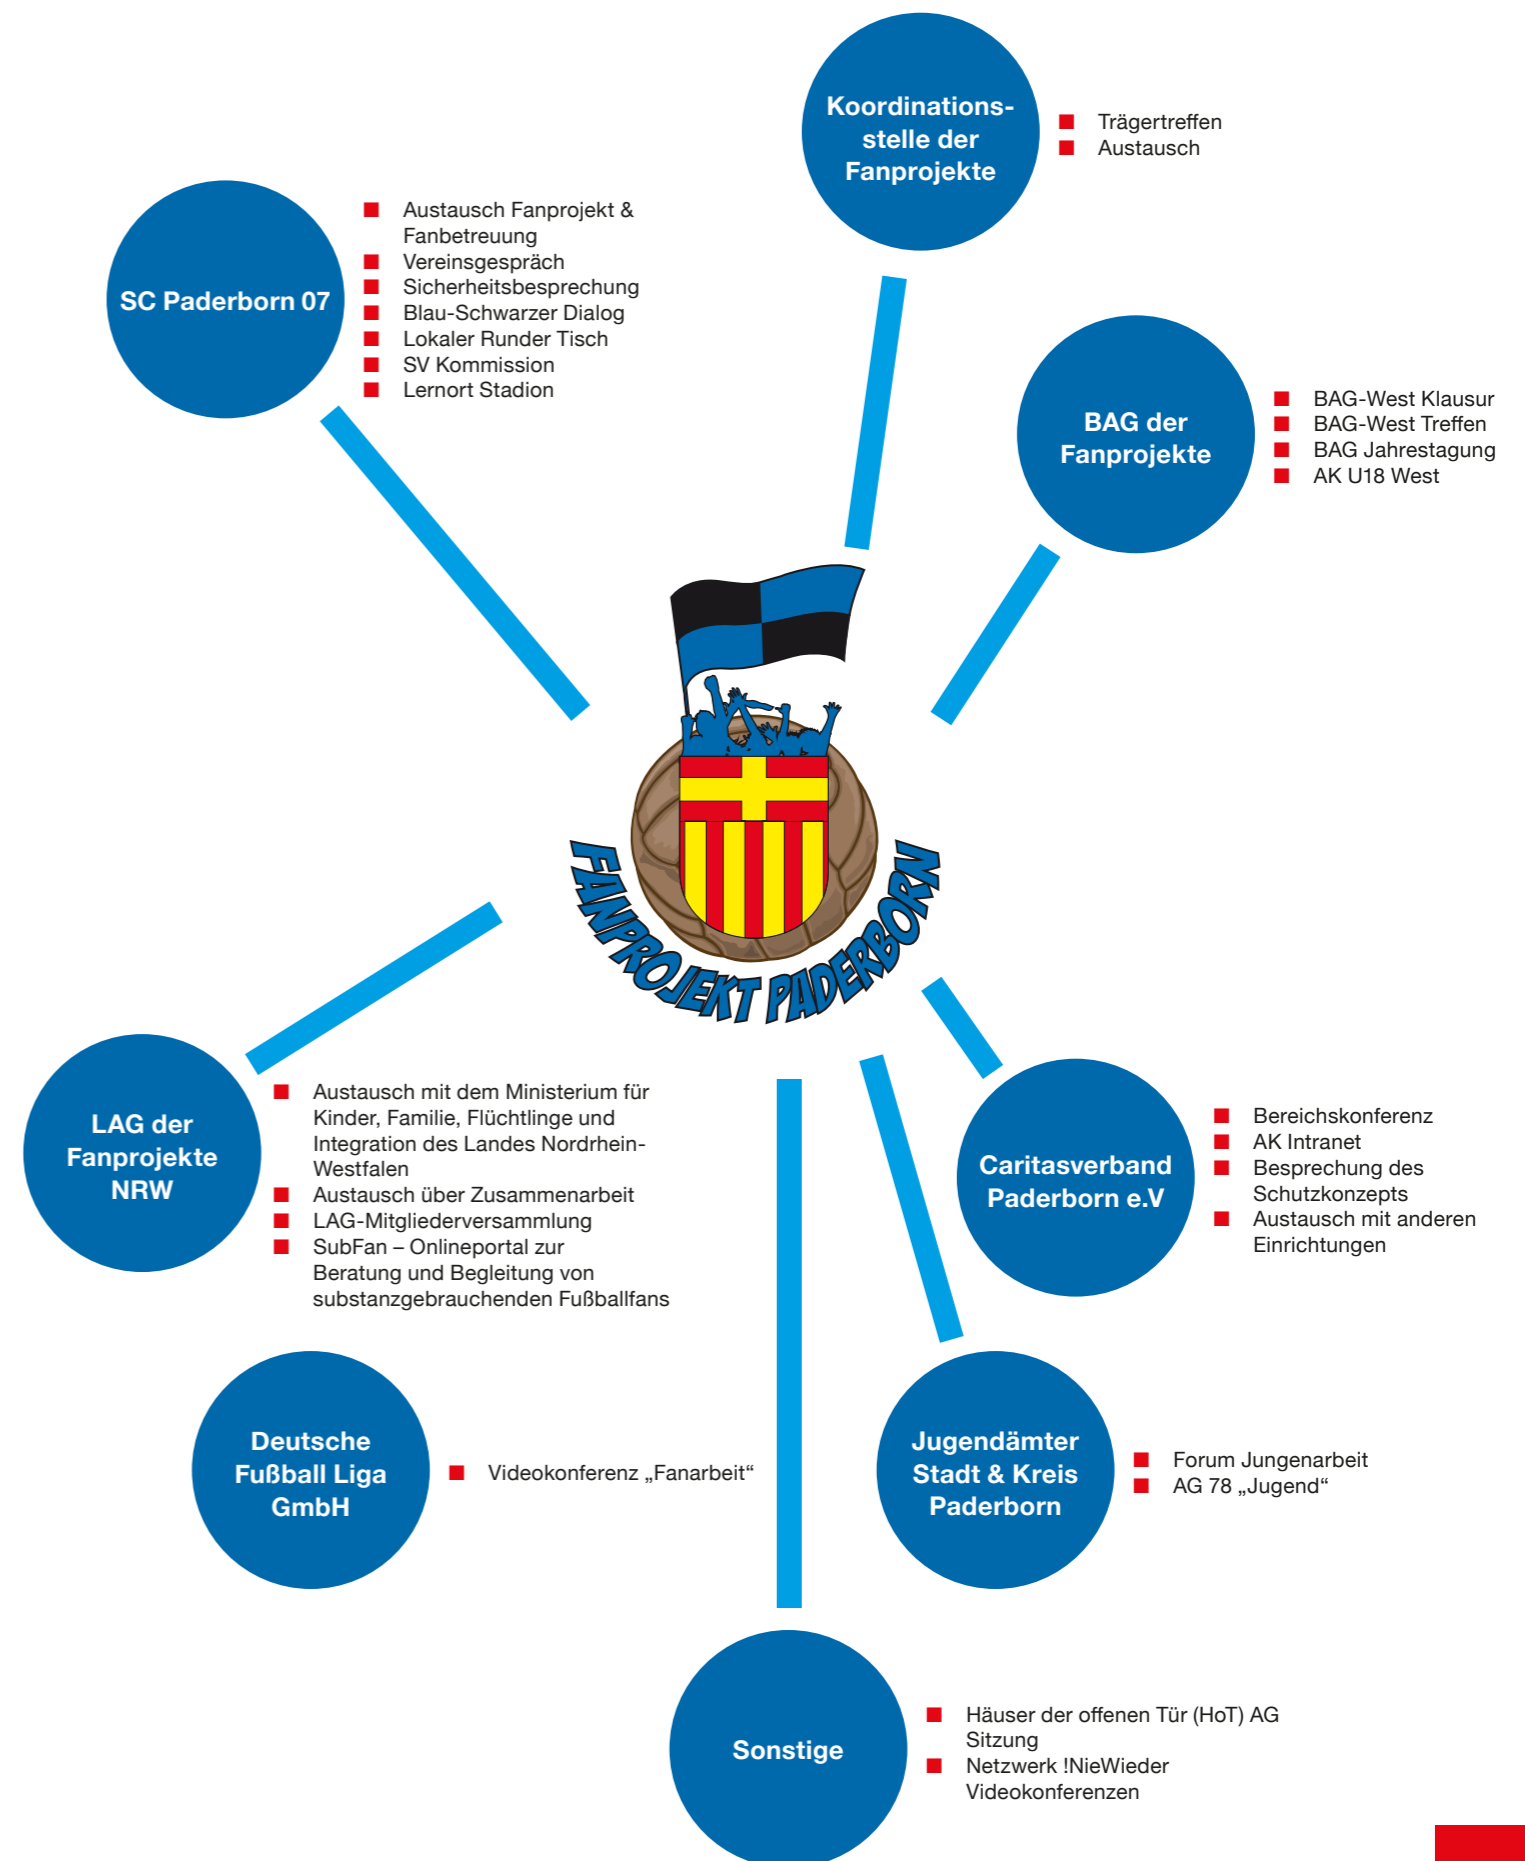 Koordinations-
stelle der
Fanprojekte
Trägertreffen
Austausch
SC Paderborn 07
Austausch Fanprojekt &
Fanbetreuung
Vereinsgespräch
Sicherheitsbesprechung
Blau-Schwarzer Dialog
Lokaler Runder Tisch
SV Kommission
Lernort Stadion
BAG der
Fanprojekte
BAG-West Klausur
BAG-West Treffen
BAG Jahrestagung
AK U18 West
FANPROJEKT PADERBORN
LAG der
Fanprojekte
NRW
Austausch mit dem Ministerium für
Kinder, Familie, Flüchtlinge und
Integration des Landes Nordrhein-
Westfalen
Austausch über Zusammenarbeit
LAG-Mitgliederversammlung
SubFan – Onlineportal zur
Beratung und Begleitung von
substanzgebrauchenden Fußballfans
Caritasverband
Paderborn e.V
Bereichskonferenz
AK Intranet
Besprechung des
Schutzkonzepts
Austausch mit anderen
Einrichtungen
Deutsche
Fußball Liga
GmbH
Videokonferenz „Fanarbeit“
Jugendämter
Stadt & Kreis
Paderborn
Forum Jungenarbeit
AG 78 „Jugend“
Sonstige
Häuser der offenen Tür (HoT) AG
Sitzung
Netzwerk !NieWieder
Videokonferenzen